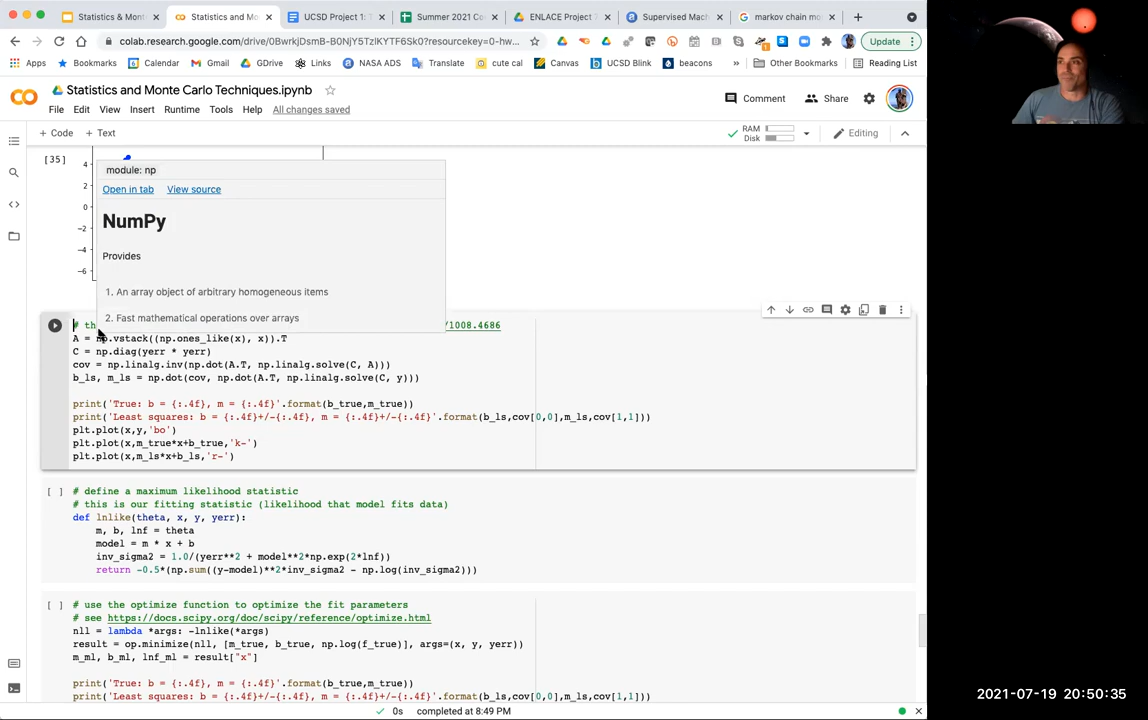 Statistics & Mont
Statistics and Mo
UCSD Project 1:
Summer 2021 Co
ENLACE Project
Supervised Mac
markov chain mo
colab.research.google.com/drive/0BwrkjDsmB-B0NjY5TzlKYTF6Sk0?resourcekey=0-hw...
Update
Apps
Bookmarks
Calendar
Gmail
GDrive
Links
NASA ADS
Translate
cute cal
Canvas
UCSD Blink
beacons
»
Other Bookmarks
Reading List
Statistics and Monte Carlo Techniques.ipynb
Comment
Share
File Edit View Insert Runtime Tools Help All changes saved
+ Code + Text
RAM
Disk
Editing
[35]
4
2
0
−2
−4
−6
module: np
Open in tab View source
NumPy
Provides
1. An array object of arbitrary homogeneous items
2. Fast mathematical operations over arrays
# th
/1008.4686
A = np.vstack((np.ones_like(x), x)).T
C = np.diag(yerr * yerr)
cov = np.linalg.inv(np.dot(A.T, np.linalg.solve(C, A)))
b_ls, m_ls = np.dot(cov, np.dot(A.T, np.linalg.solve(C, y)))
print('True: b = {:.4f}, m = {:.4f}'.format(b_true,m_true))
print('Least squares: b = {:.4f}+/-{:.4f}, m = {:.4f}+/-{:.4f}'.format(b_ls,cov[0,0],m_ls,cov[1,1]))
plt.plot(x,y,'bo')
plt.plot(x,m_true*x+b_true,'k-')
plt.plot(x,m_ls*x+b_ls,'r-')
[ ] # define a maximum likelihood statistic
# this is our fitting statistic (likelihood that model fits data)
def lnlike(theta, x, y, yerr):
m, b, lnf = theta
model = m * x + b
inv_sigma2 = 1.0/(yerr**2 + model**2*np.exp(2*lnf))
return -0.5*(np.sum((y-model)**2*inv_sigma2 - np.log(inv_sigma2)))
[ ] # use the optimize function to optimize the fit parameters
# see https://docs.scipy.org/doc/scipy/reference/optimize.html
nll = lambda *args: -lnlike(*args)
result = op.minimize(nll, [m_true, b_true, np.log(f_true)], args=(x, y, yerr))
m_ml, b_ml, lnf_ml = result["x"]
print('True: b = {:.4f}, m = {:.4f}'.format(b_true,m_true))
print('Least squares: b = {:.4f}+/-{:.4f}, m = {:.4f}+/-{:.4f}'.format(b_ls,cov[0,0],m_ls,cov[1,1]))
0s completed at 8:49 PM
2021-07-19 20:50:35